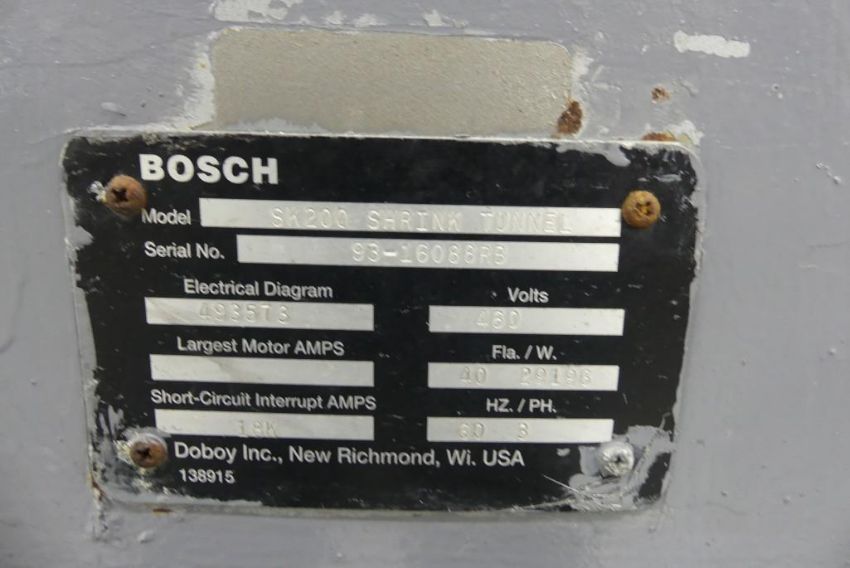 BOSCH
Model SK200 SHRINK TUNNEL
Serial No. 93-16088RB
Electrical Diagram Volts
493573 460
Largest Motor AMPS Fla. / W.
40 29196
Short-Circuit Interrupt AMPS HZ. / PH.
18K 60 3
Doboy Inc., New Richmond, Wi. USA
138915